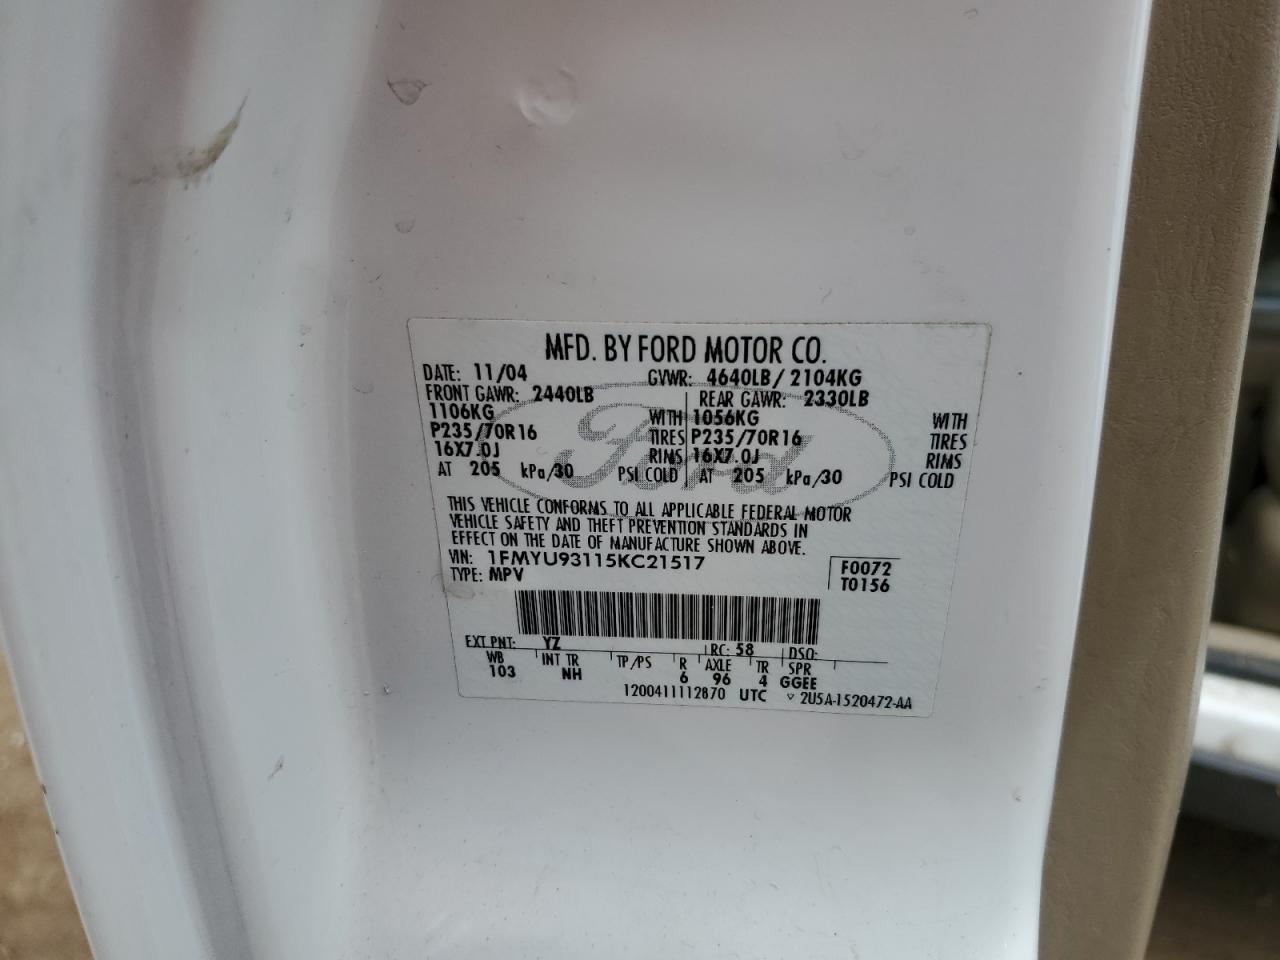 MFD. BY FORD MOTOR CO.
DATE: 11/04 GVWR: 4640LB/2104KG
FRONT GAWR: 2440LB REAR GAWR: 2330LB
1106KG WITH 1056KG WITH
P235/70R16 TIRES P235/70R16 TIRES
16X7.0J RIMS 16X7.0J RIMS
AT 205 kPa/30 PSI COLD AT 205 kPa/30 PSI COLD
Ford
THIS VEHICLE CONFORMS TO ALL APPLICABLE FEDERAL MOTOR
VEHICLE SAFETY AND THEFT PREVENTION STANDARDS IN
EFFECT ON THE DATE OF MANUFACTURE SHOWN ABOVE.
VIN: 1FMYU93115KC21517 F0072
TYPE: MPV T0156
EXT PNT: YZ RC: 58 DSO:
WB INT TR TP/PS R AXLE TR SPR
103 NH 6 96 4 GGEE
1200411112870 UTC ▽ 2U5A-1520472-AA